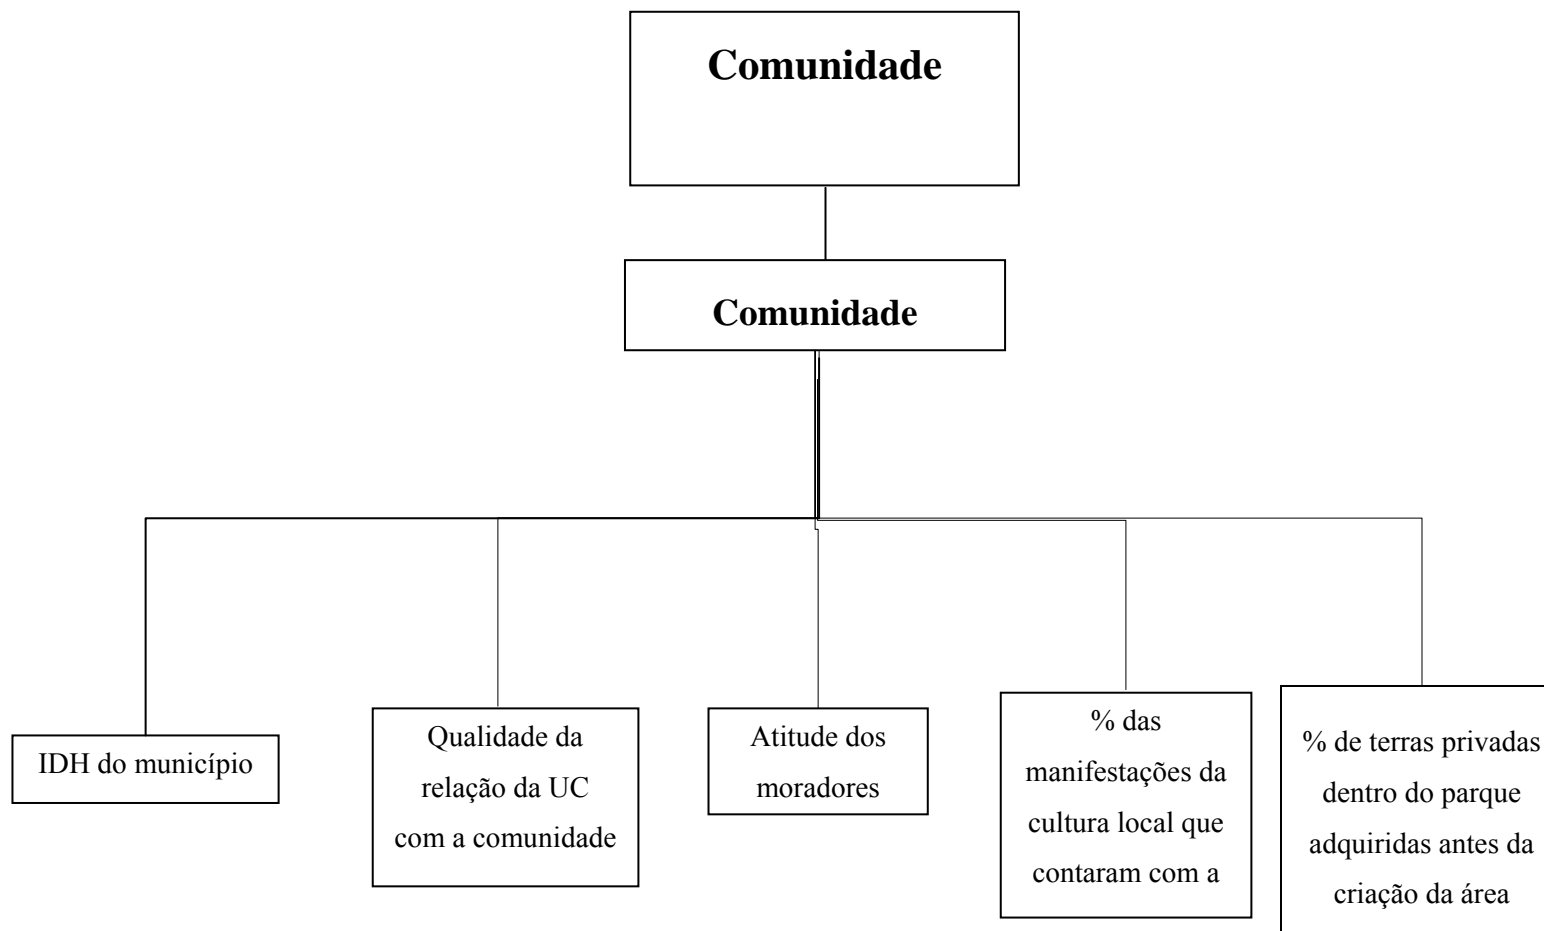 Comunidade
Comunidade
IDH do município
Qualidade da
relação da UC
com a comunidade
Atitude dos
moradores
% das
manifestações da
cultura local que
contaram com a
% de terras privadas
dentro do parque
adquiridas antes da
criação da área